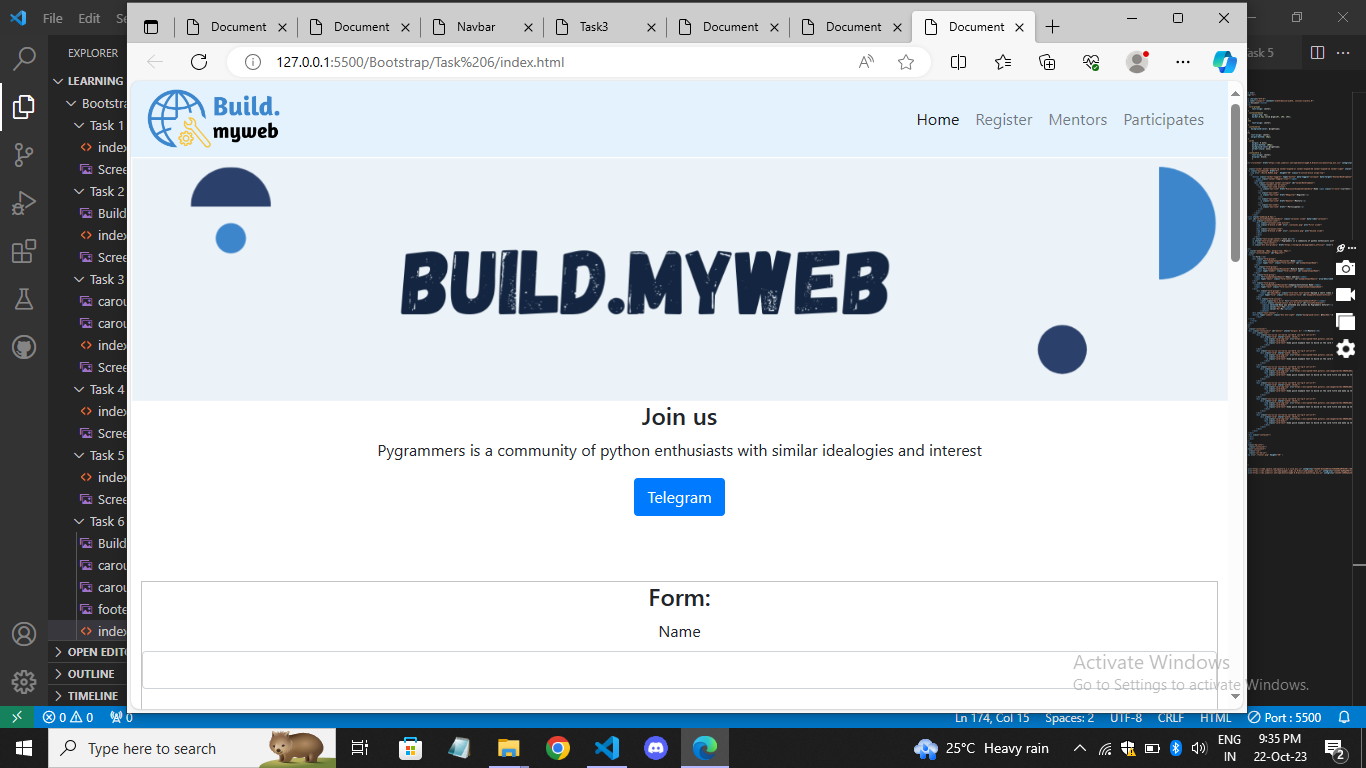 File Edit
Document Document Navbar Task3 Document Document Document
127.0.0.1:5500/Bootstrap/Task%206/index.html
ask 5
EXPLORER
LEARNING
Bootstra
Task 1
index
Scree
Task 2
Build
index
Scree
Task 3
carou
carou
index
Scree
Task 4
index
Scree
Task 5
index
Scree
Task 6
Build
carou
carou
foote
index
OPEN EDIT
OUTLINE
TIMELINE
Build.
myweb
Home Register Mentors Participates
BUILD.MYWEB
Join us
Pygrammers is a community of python enthusiasts with similar idealogies and interest
Telegram
Form:
Name
Activate Windows
Go to Settings to activate Windows.
0 0 0 Ln 174, Col 15 Spaces: 2 UTF-8 CRLF HTML Port : 5500
Type here to search 25°C Heavy rain ENG 9:35 PM
IN 22-Oct-23 2